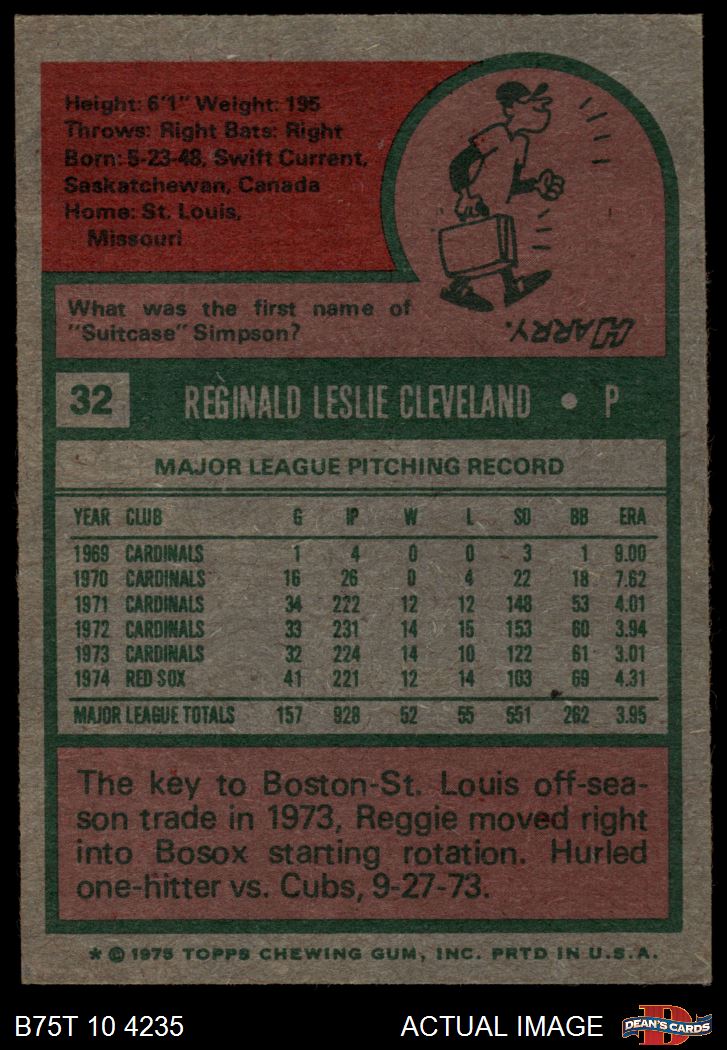 Height: 6'1" Weight: 195
Throws: Right Bats: Right
Born: 5-23-48, Swift Current,
Saskatchewan, Canada
Home: St. Louis,
Missouri
HARRY.
What was the first name of
"Suitcase" Simpson?
32 REGINALD LESLIE CLEVELAND • P
MAJOR LEAGUE PITCHING RECORD
YEAR CLUB G IP W L SO BB ERA
1969 CARDINALS 1 4 0 0 3 1 9.00
1970 CARDINALS 16 26 0 4 22 18 7.62
1971 CARDINALS 34 222 12 12 148 53 4.01
1972 CARDINALS 33 231 14 15 153 60 3.94
1973 CARDINALS 32 224 14 10 122 61 3.01
1974 RED SOX 41 221 12 14 103 69 4.31
MAJOR LEAGUE TOTALS 157 928 52 55 551 262 3.95
The key to Boston-St. Louis off-sea-
son trade in 1973, Reggie moved right
into Bosox starting rotation. Hurled
one-hitter vs. Cubs, 9-27-73.
* © 1975 TOPPS CHEWING GUM, INC. PRTD IN U.S.A.
B75T 10 4235 ACTUAL IMAGE D DEAN'S CARDS